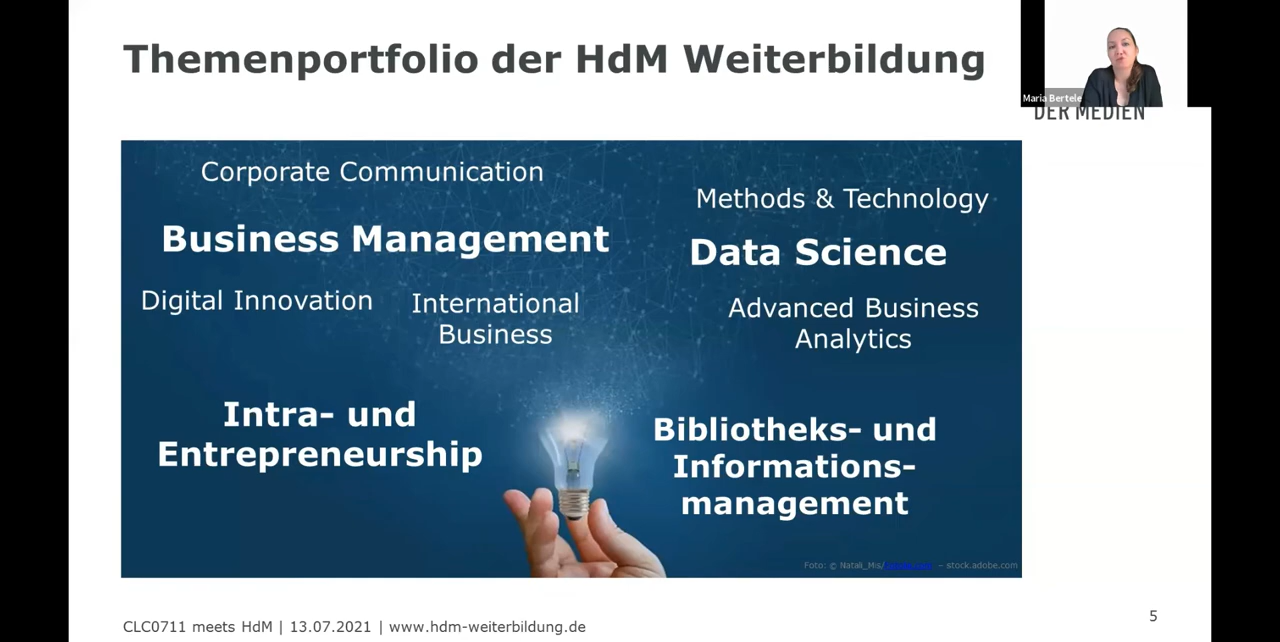 Themenportfolio der HdM Weiterbildung
Maria Bertele
DER MEDIEN
Corporate Communication
Methods & Technology
Business Management
Data Science
Digital Innovation
International
Business
Advanced Business
Analytics
Intra- und
Entrepreneurship
Bibliotheks- und
Informations-
management
Foto: © Natali_Mis/ – stock.adobe.com
CLC0711 meets HdM | 13.07.2021 | www.hdm-weiterbildung.de
5